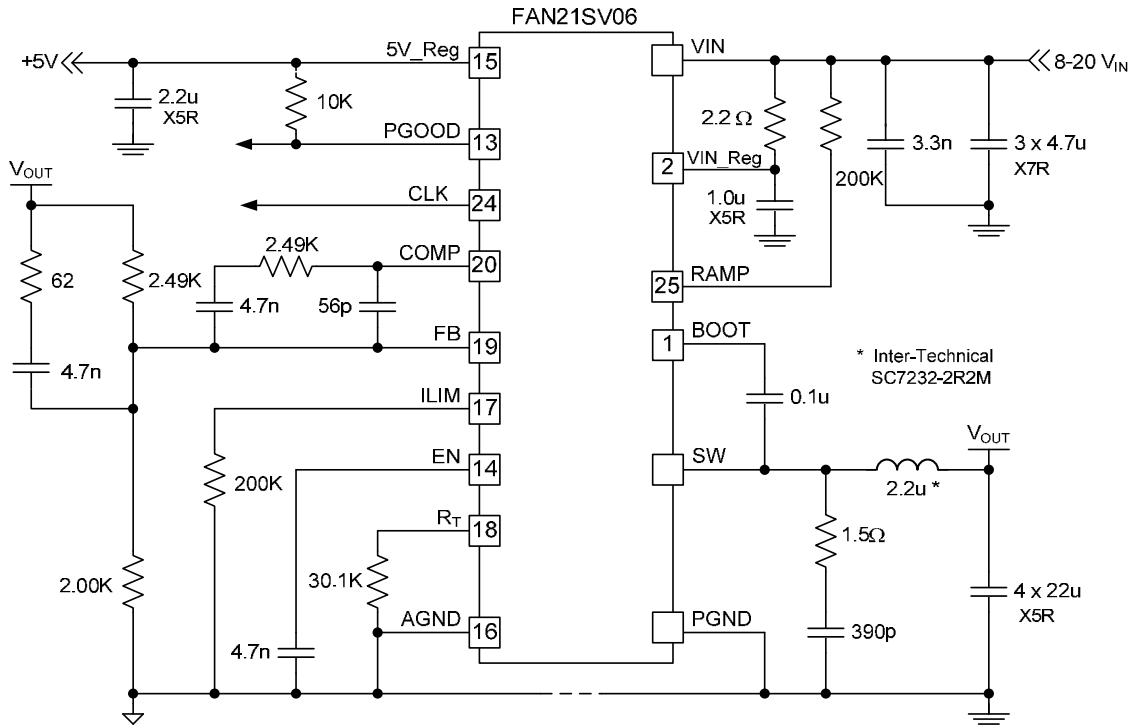 FAN21SV06
+5V
5V_Reg
15
VIN
8-20 VIN
2.2u
X5R
10K
PGOOD
13
2.2 Ω
200K
3.3n
3 x 4.7u
X7R
2
VIN_Reg
1.0u
X5R
VOUT
CLK
24
62
2.49K
2.49K
COMP
20
4.7n
56p
25
RAMP
FB
19
1
BOOT
4.7n
* Inter-Technical
SC7232-2R2M
0.1u
ILIM
17
200K
EN
14
SW
VOUT
2.2u *
RT
18
1.5Ω
30.1K
2.00K
4 x 22u
X5R
AGND
16
PGND
390p
4.7n